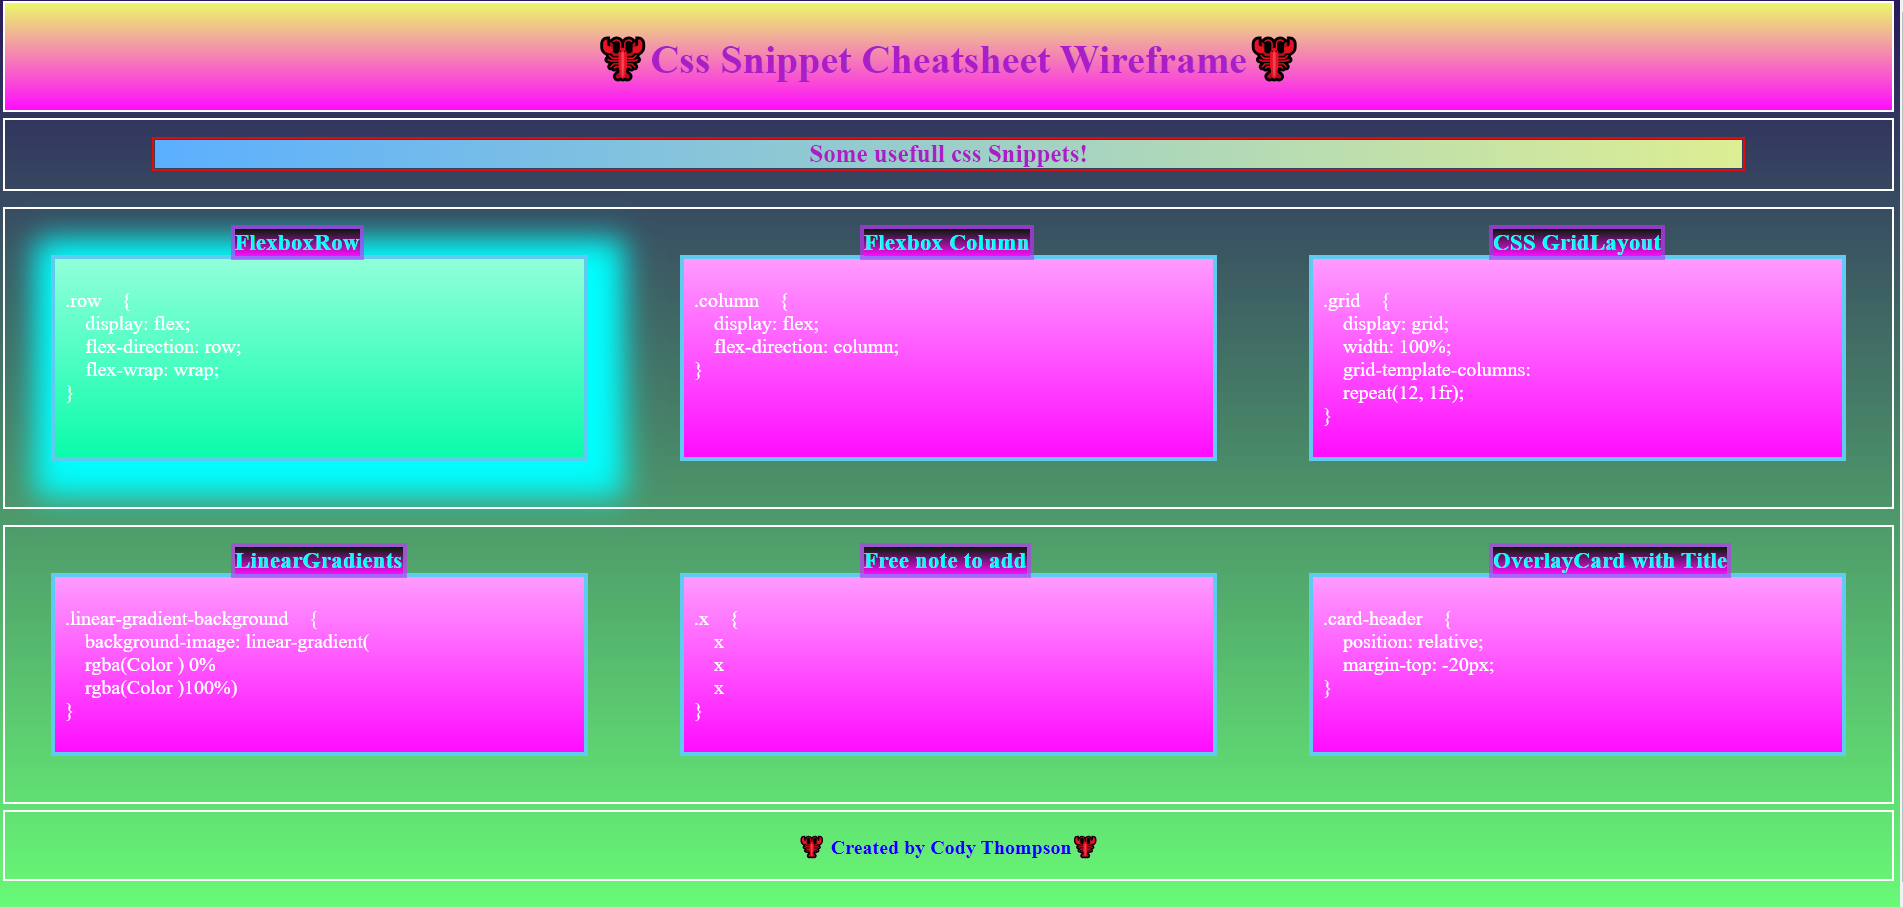 🦞Css Snippet Cheatsheet Wireframe🦞
Some usefull css Snippets!
FlexboxRow
.row    {
    display: flex;
    flex-direction: row;
    flex-wrap: wrap;
}
Flexbox Column
.column    {
    display: flex;
    flex-direction: column;
}
CSS GridLayout
.grid    {
    display: grid;
    width: 100%;
    grid-template-columns:
    repeat(12, 1fr);
}
LinearGradients
.linear-gradient-background    {
    background-image: linear-gradient(
    rgba(Color ) 0%
    rgba(Color )100%)
}
Free note to add
.x    {
    x
    x
    x
}
OverlayCard with Title
.card-header    {
    position: relative;
    margin-top: -20px;
}
🦞 Created by Cody Thompson🦞